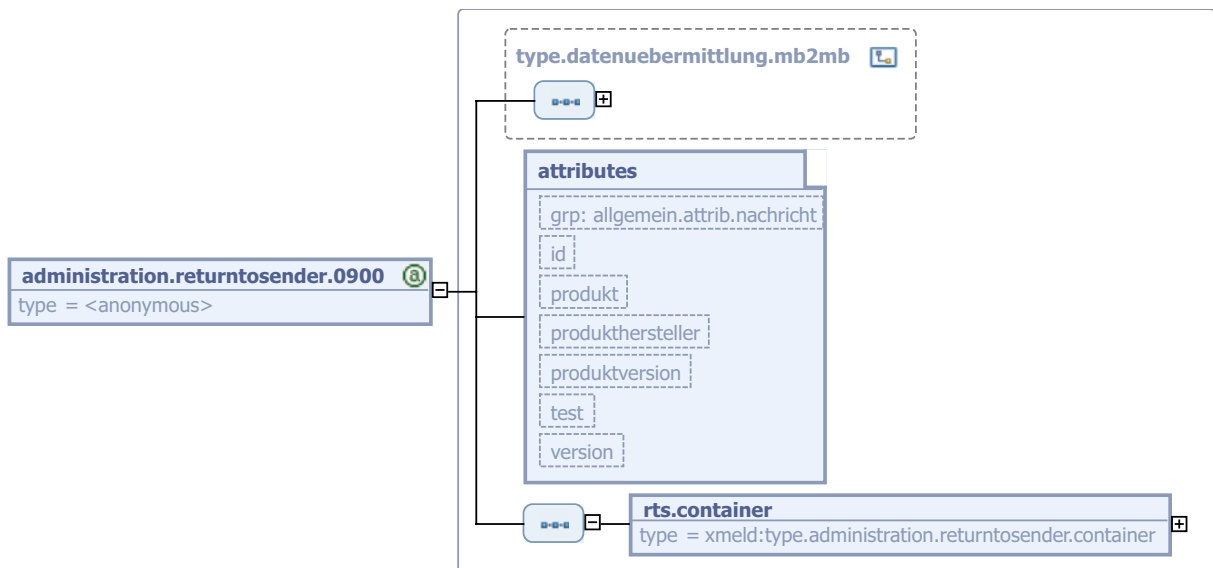 type.datenuebermittlung.mb2mb
attributes
grp: allgemein.attrib.nachricht
id
produkt
produkthersteller
produktversion
test
version
administration.returntosender.0900
type = <anonymous>
rts.container
type = xmeld:type.administration.returntosender.container